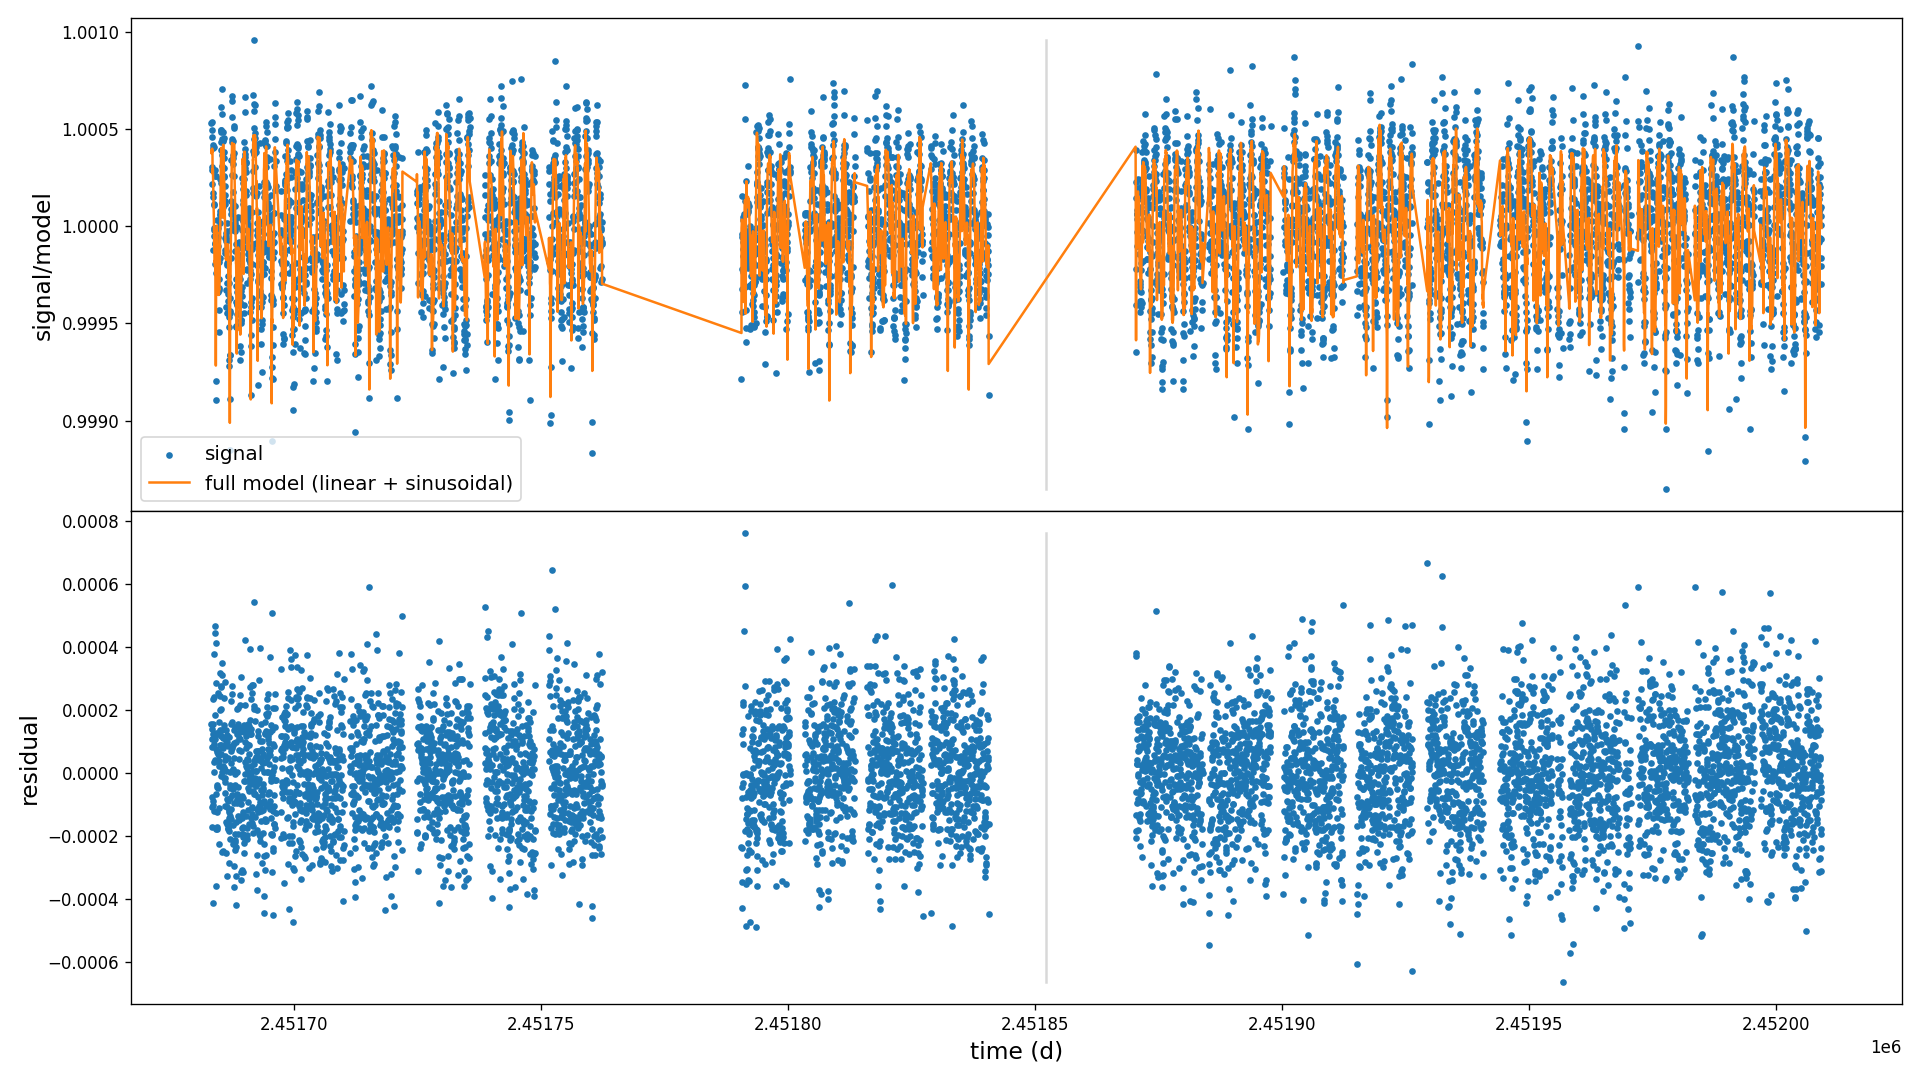 1.0010
1.0005
1.0000
0.9995
0.9990
signal/model
signal
full model (linear + sinusoidal)
0.0008
0.0006
0.0004
0.0002
0.0000
−0.0002
−0.0004
−0.0006
residual
2.45170 2.45175 2.45180 2.45185 2.45190 2.45195 2.45200
time (d)
1e6